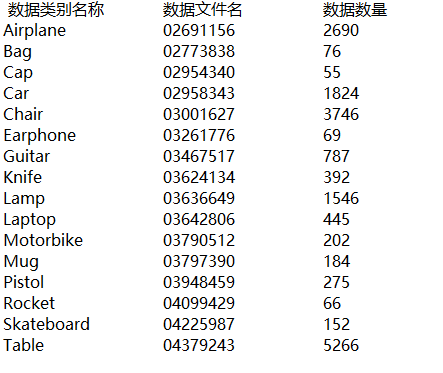 数据类别名称 数据文件名 数据数量
Airplane 02691156 2690
Bag 02773838 76
Cap 02954340 55
Car 02958343 1824
Chair 03001627 3746
Earphone 03261776 69
Guitar 03467517 787
Knife 03624134 392
Lamp 03636649 1546
Laptop 03642806 445
Motorbike 03790512 202
Mug 03797390 184
Pistol 03948459 275
Rocket 04099429 66
Skateboard 04225987 152
Table 04379243 5266